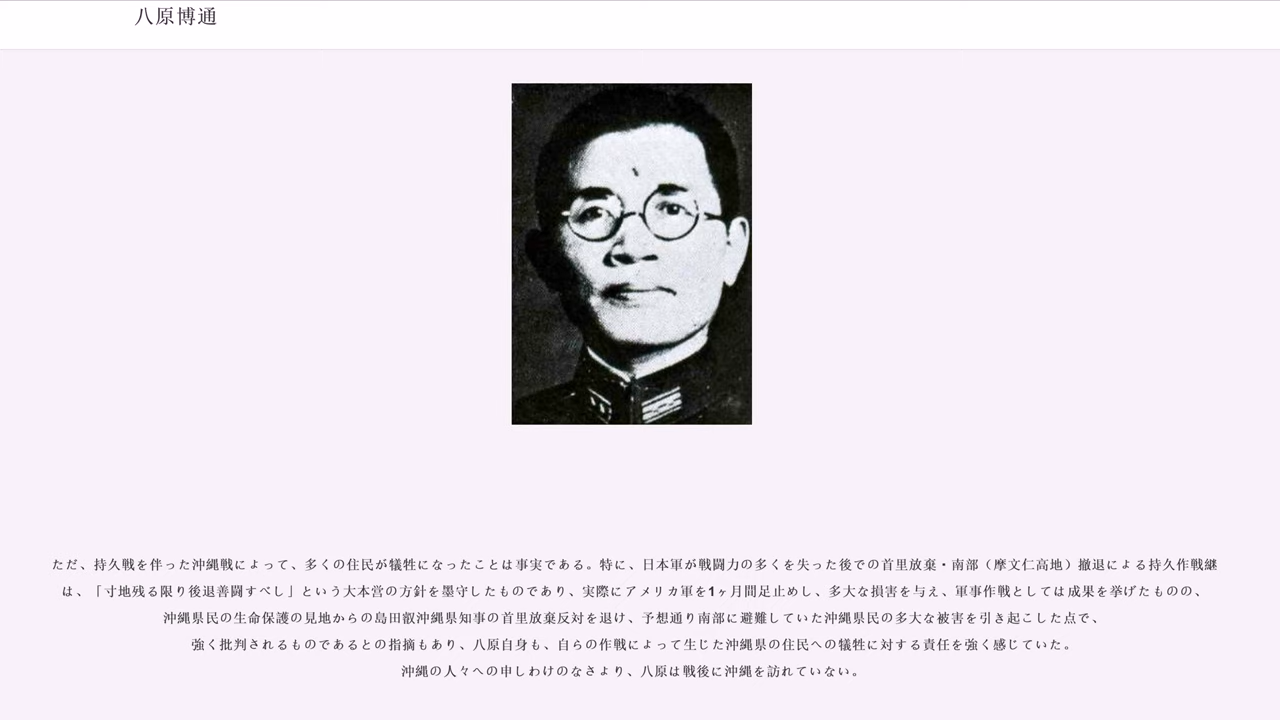 八原博通
ただ、持久戦を伴った沖縄戦によって、多くの住民が犠牲になったことは事実である。特に、日本軍が戦闘力の多くを失った後での首里放棄・南部（摩文仁高地）撤退による持久作戦継
は、「寸地残る限り後退善闘すべし」という大本営の方針を墨守したものであり、実際にアメリカ軍を1ヶ月間足止めし、多大な損害を与え、軍事作戦としては成果を挙げたものの、
沖縄県民の生命保護の見地からの島田叡沖縄県知事の首里放棄反対を退け、予想通り南部に避難していた沖縄県民の多大な被害を引き起こした点で、
強く批判されるものであるとの指摘もあり、八原自身も、自らの作戦によって生じた沖縄県の住民への犠牲に対する責任を強く感じていた。
沖縄の人々への申しわけのなさより、八原は戦後に沖縄を訪れていない。